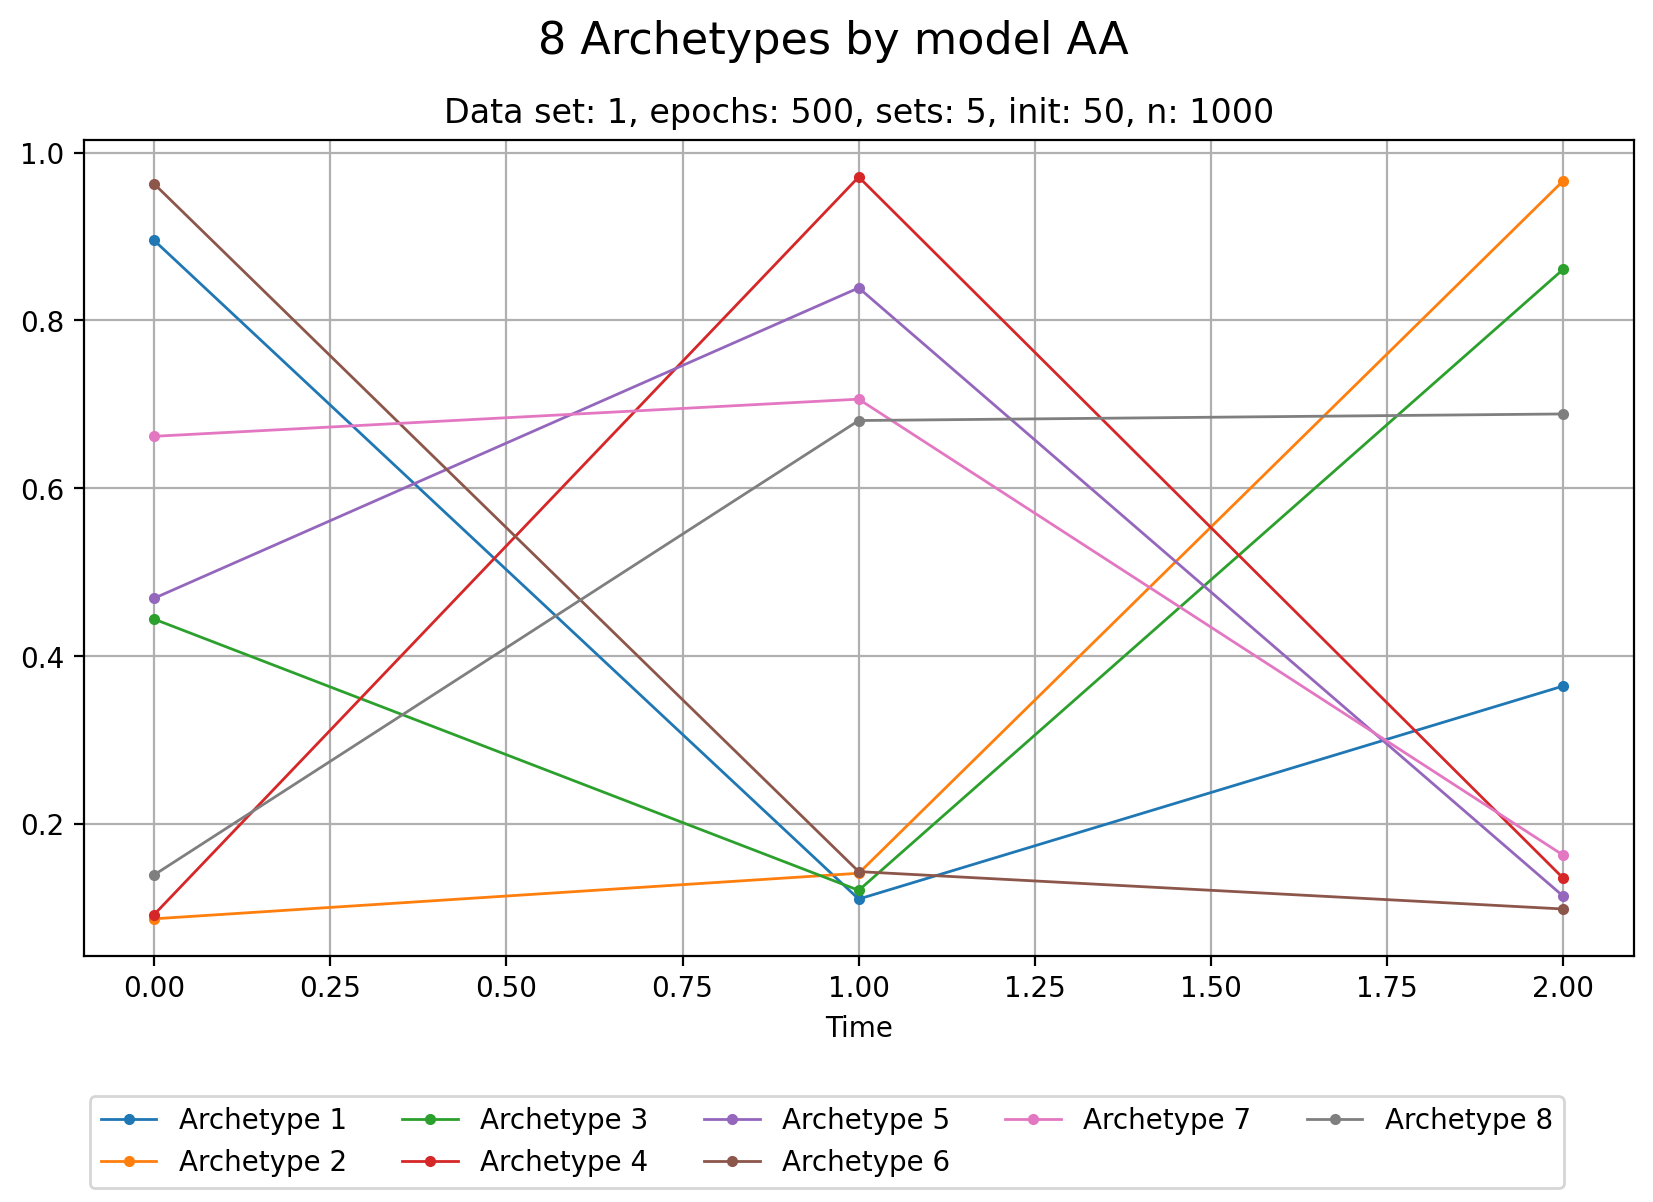 8 Archetypes by model AA
Data set: 1, epochs: 500, sets: 5, init: 50, n: 1000
1.0
0.8
0.6
0.4
0.2
0.00 0.25 0.50 0.75 1.00 1.25 1.50 1.75 2.00
Time
Archetype 1 Archetype 3 Archetype 5 Archetype 7 Archetype 8
Archetype 2 Archetype 4 Archetype 6